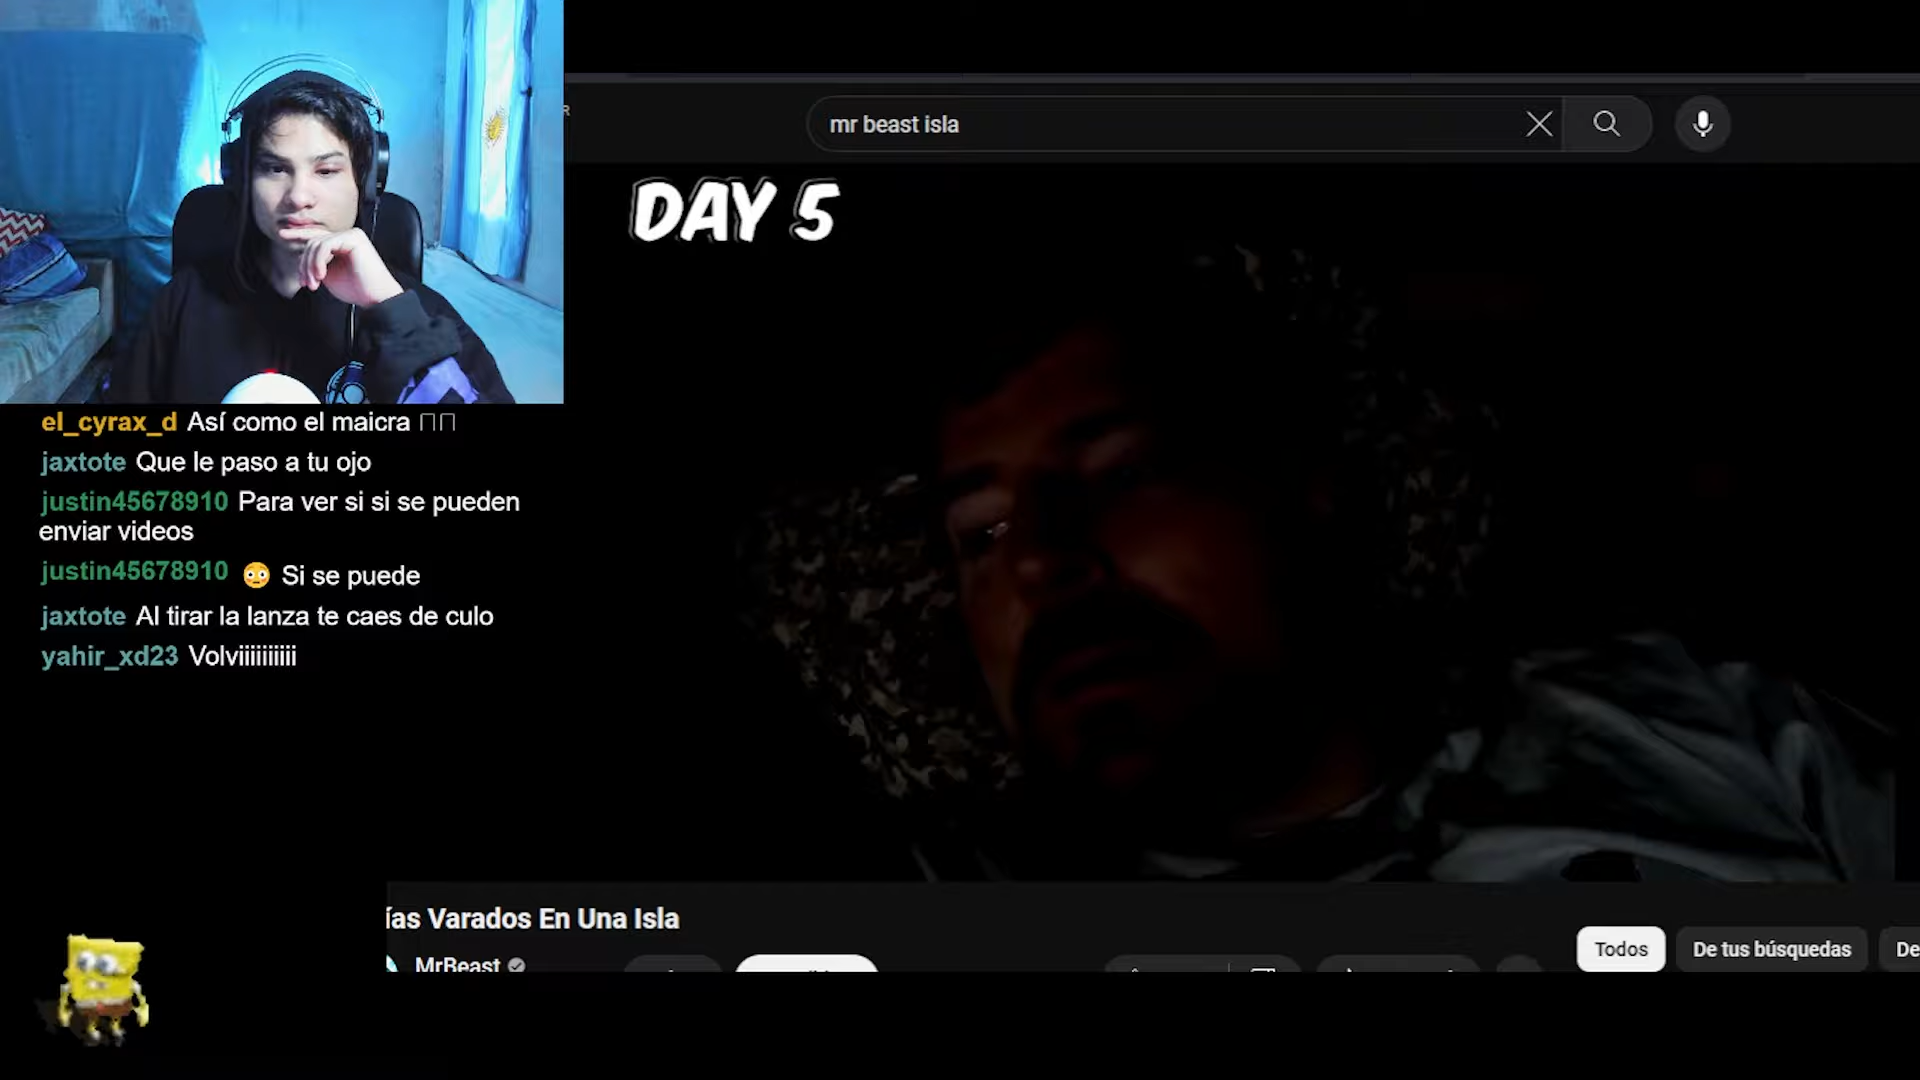 mr beast isla
DAY 5
el_cyrax_d Así como el maicra
jaxtote Que le paso a tu ojo
justin45678910 Para ver si si se pueden
enviar videos
justin45678910 😳 Si se puede
jaxtote Al tirar la lanza te caes de culo
yahir_xd23 Volviiiiiiiiii
ías Varados En Una Isla
MrBeast
Todos
De tus búsquedas
De